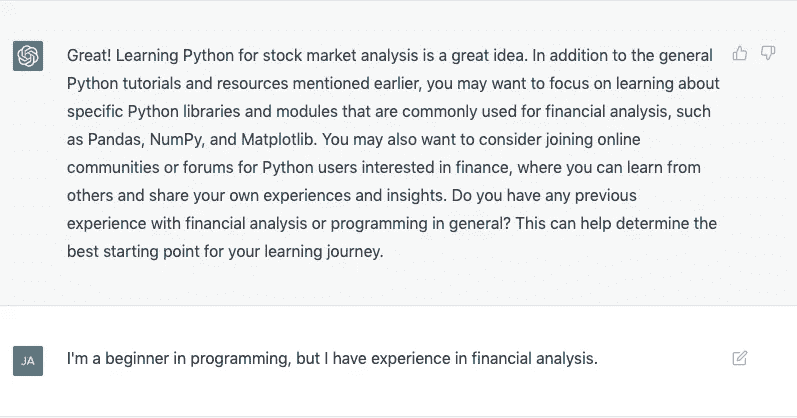 Great! Learning Python for stock market analysis is a great idea. In addition to the general
Python tutorials and resources mentioned earlier, you may want to focus on learning about
specific Python libraries and modules that are commonly used for financial analysis, such
as Pandas, NumPy, and Matplotlib. You may also want to consider joining online
communities or forums for Python users interested in finance, where you can learn from
others and share your own experiences and insights. Do you have any previous
experience with financial analysis or programming in general? This can help determine the
best starting point for your learning journey.
JA
I'm a beginner in programming, but I have experience in financial analysis.